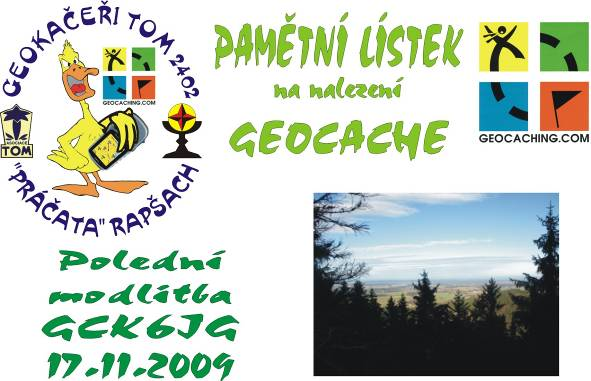 GEOKAČEŘI TOM 2402
GEOCACHING.COM
ASOCIACE
TOM
"PRÁČATA" RAPŠACH
PAMĚTNÍ LÍSTEK
na nalezení
GEOCACHE
GEOCACHING.COM
Polední
modlitba
GCK6JG
17.11.2009